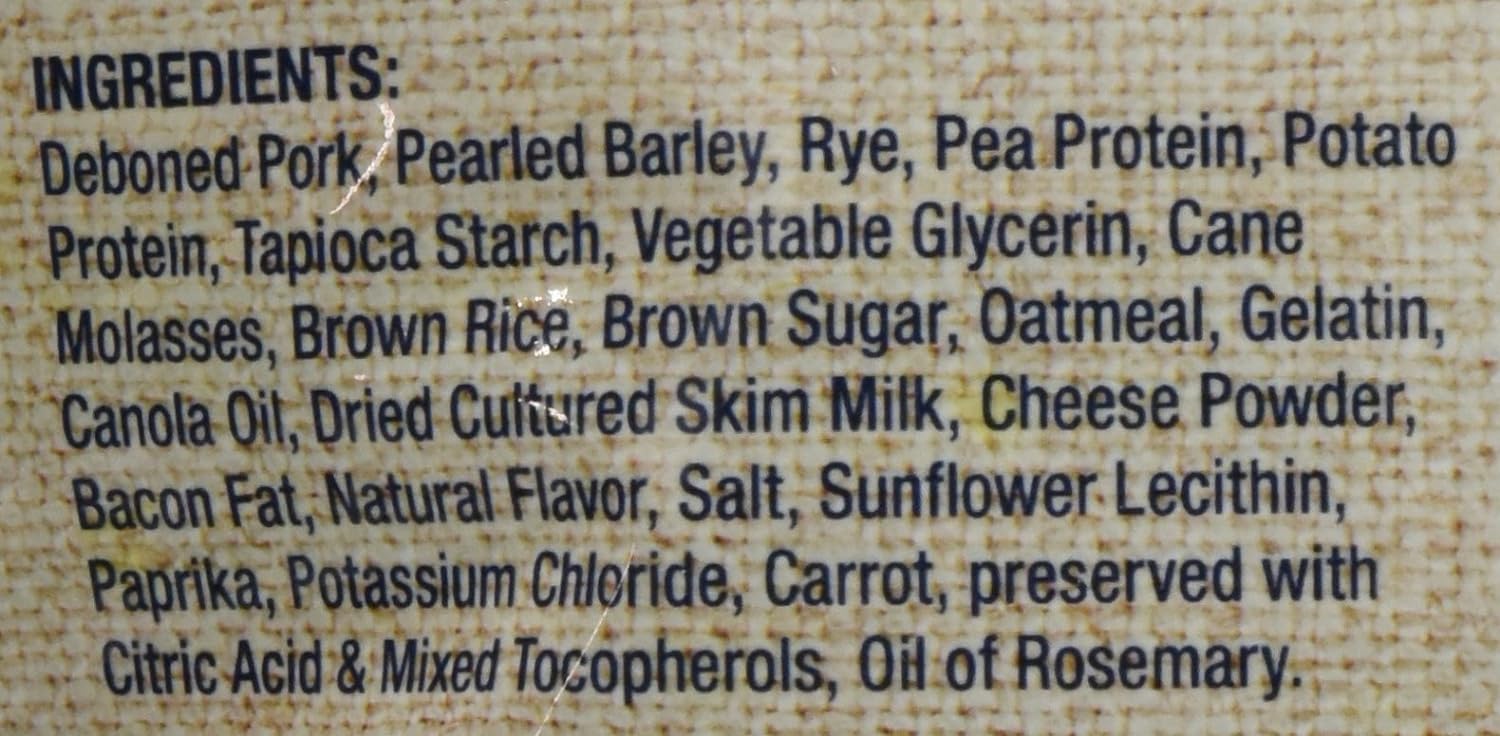 INGREDIENTS:
Deboned Pork, Pearled Barley, Rye, Pea Protein, Potato
Protein, Tapioca Starch, Vegetable Glycerin, Cane
Molasses, Brown Rice, Brown Sugar, Oatmeal, Gelatin,
Canola Oil, Dried Cultured Skim Milk, Cheese Powder,
Bacon Fat, Natural Flavor, Salt, Sunflower Lecithin,
Paprika, Potassium Chloride, Carrot, preserved with
Citric Acid & Mixed Tocopherols, Oil of Rosemary.